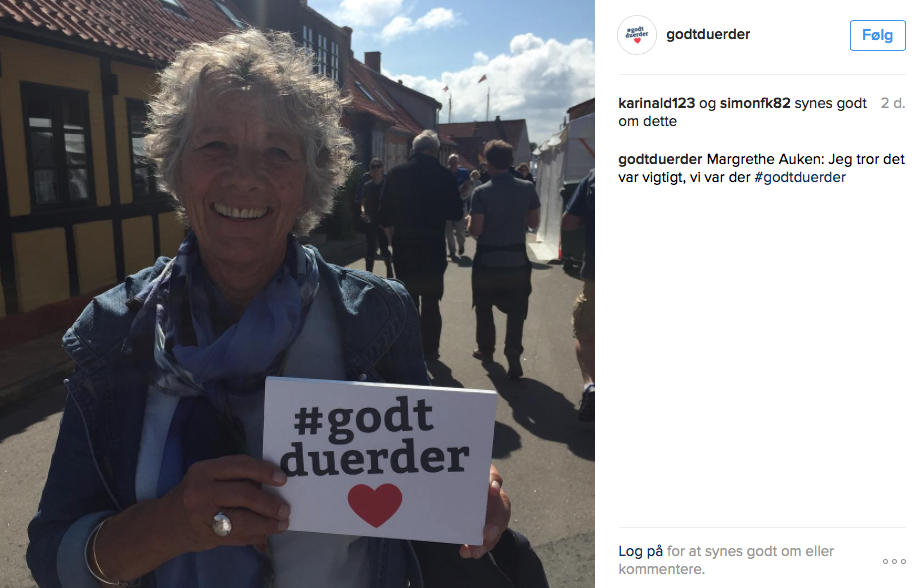 #godt
duerder
#godt
duerder
godtduerder
Følg
karinald123 og simonfk82 synes godt 2 d.
om dette
godtduerder Margrethe Auken: Jeg tror det
var vigtigt, vi var der #godtduerder
Log på for at synes godt om eller
kommentere.